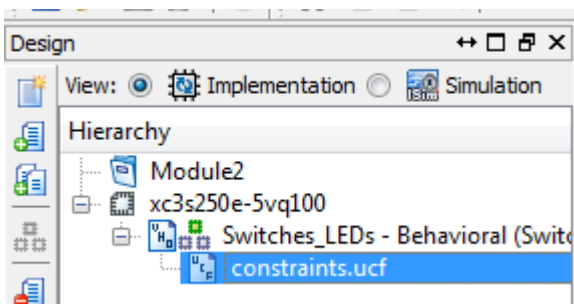 Design
View: Implementation Simulation
Hierarchy
Module2
xc3s250e-5vq100
Switches_LEDs - Behavioral (Switc
constraints.ucf